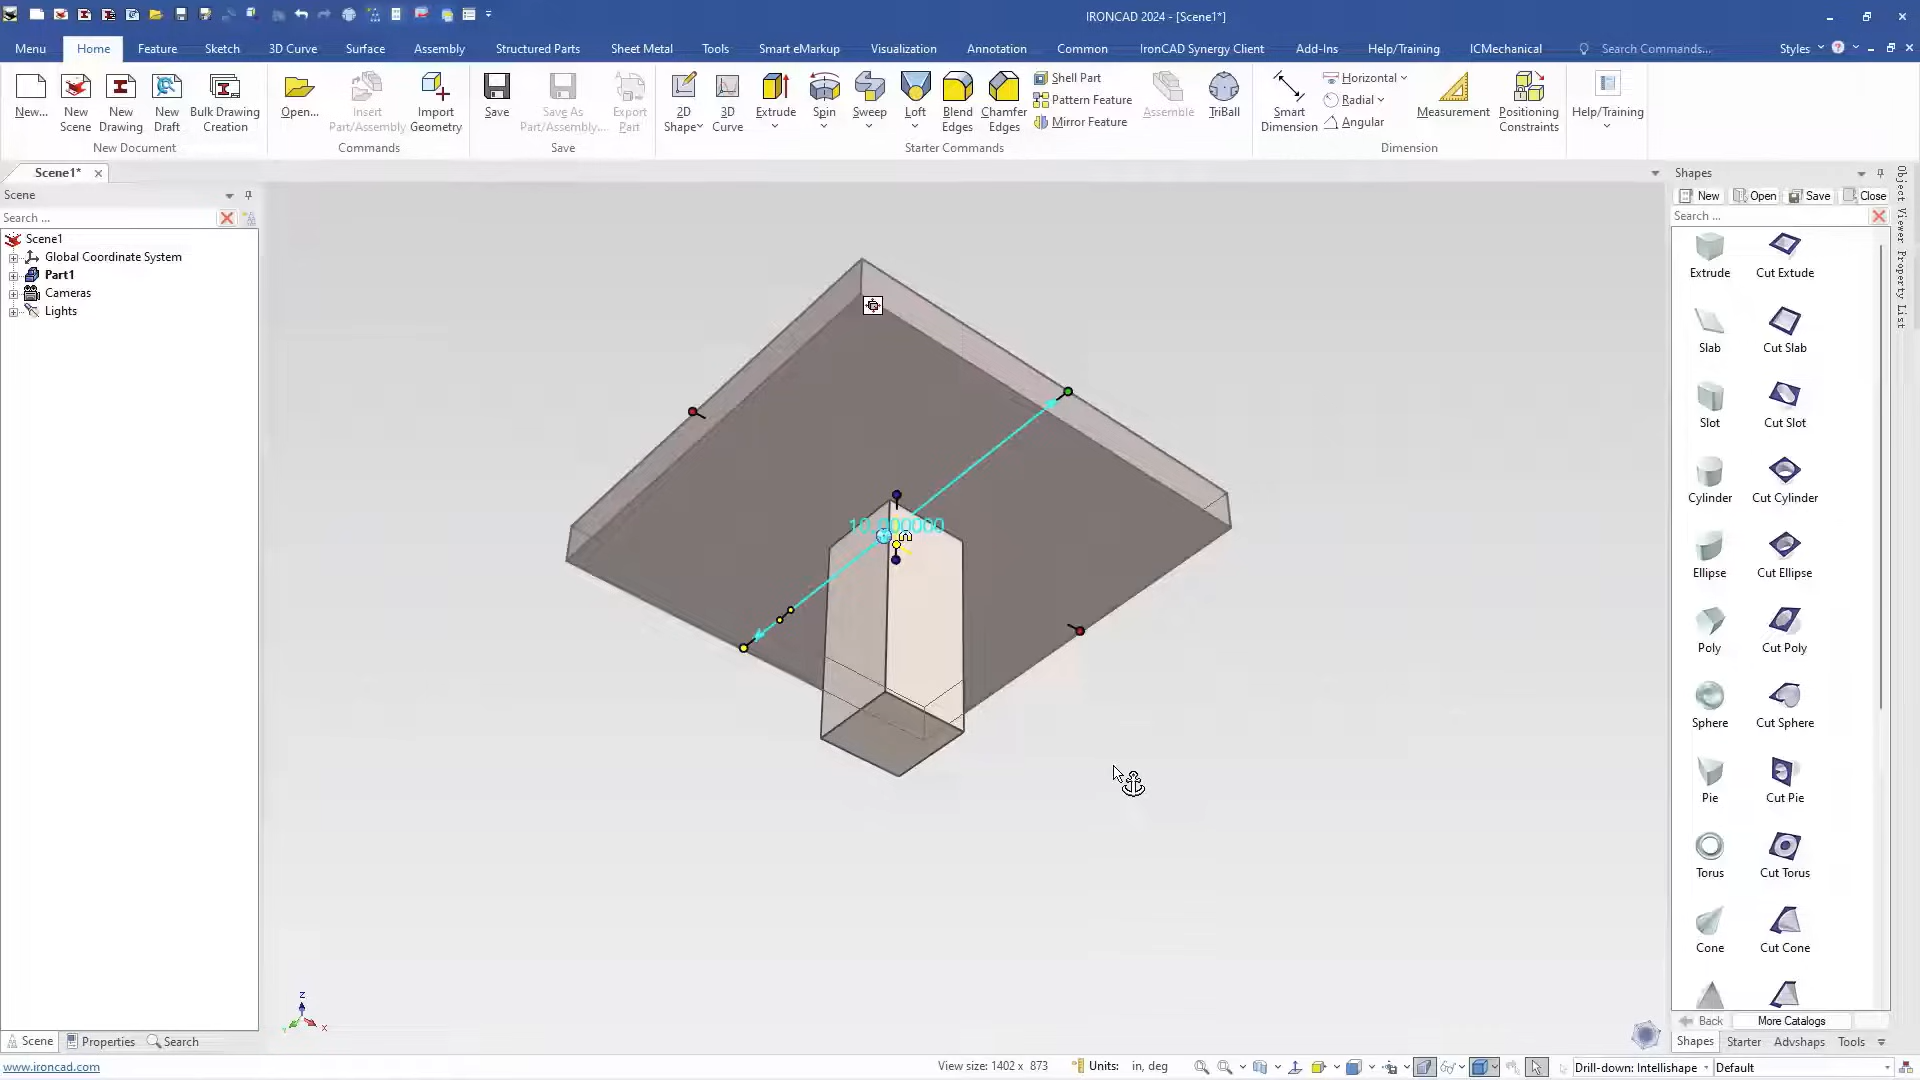 IRONCAD 2024 - [Scene1*]
Menu Home Feature Sketch 3D Curve Surface Assembly Structured Parts Sheet Metal Tools Smart eMarkup Visualization Annotation Common IronCAD Synergy Client Add-Ins Help/Training ICMechanical Search Commands... Styles
New...
New Scene
New Drawing
New Draft
Bulk Drawing Creation
New Document
Open...
Insert Part/Assembly
Import Geometry
Commands
Save
Save As Part/Assembly...
Export Part
Save
2D Shape
3D Curve
Extrude
Spin
Sweep
Loft
Blend Edges
Chamfer Edges
Shell Part
Pattern Feature
Mirror Feature
Assemble
TriBall
Starter Commands
Smart Dimension
Horizontal
Radial
Angular
Measurement
Positioning Constraints
Dimension
Help/Training
Scene1*
Scene
Search ...
Scene1
Global Coordinate System
Part1
Cameras
Lights
Z
X
Shapes
New Open Save Close
Search ...
Extrude Cut Extude
Slab Cut Slab
Slot Cut Slot
Cylinder Cut Cylinder
Ellipse Cut Ellipse
Poly Cut Poly
Sphere Cut Sphere
Pie Cut Pie
Torus Cut Torus
Cone Cut Cone
Back More Catalogs
Shapes Starter Advshaps Tools
Object Viewer Property List
Scene Properties Search
www.ironcad.com
View size: 1402 x 873
Units: in, deg
Drill-down: Intellishape
Default